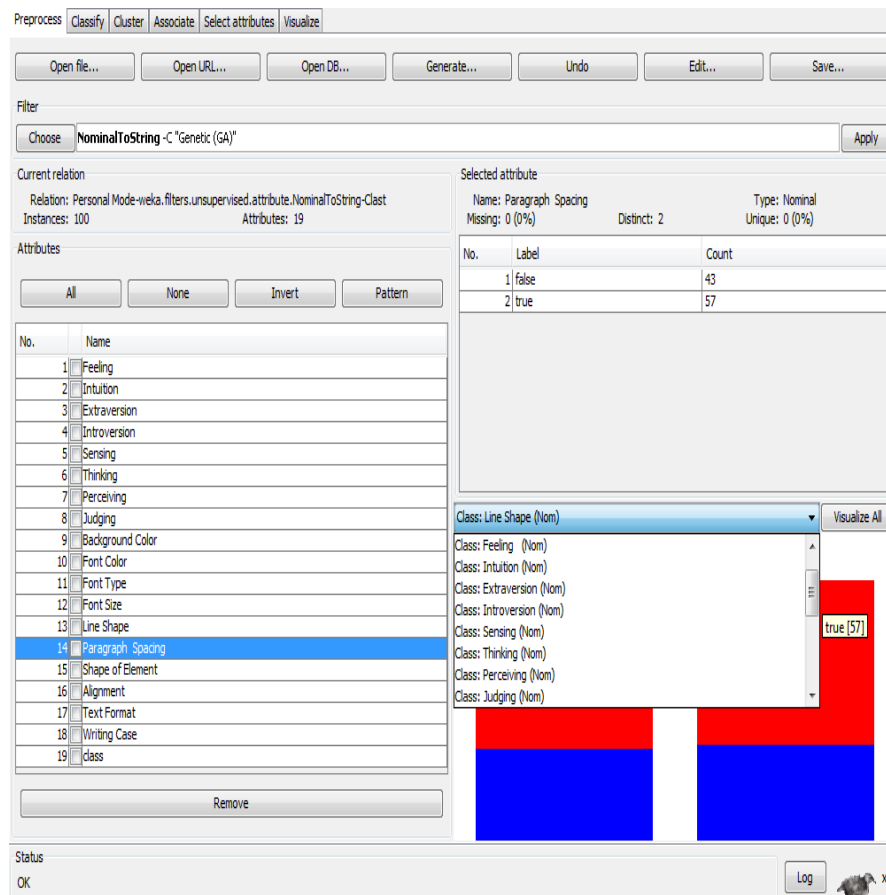 Preprocess Classify Cluster Associate Select attributes Visualize
Open file... Open URL... Open DB... Generate... Undo Edit... Save...
Filter
Choose NominalToString -C "Genetic (GA)" Apply
Current relation
Relation: Personal Mode-weka.filters.unsupervised.attribute.NominalToString-Clast
Instances: 100 Attributes: 19
Attributes
All None Invert Pattern
No. Name
1 Feeling
2 Intuition
3 Extraversion
4 Introversion
5 Sensing
6 Thinking
7 Perceiving
8 Judging
9 Background Color
10 Font Color
11 Font Type
12 Font Size
13 Line Shape
14 Paragraph Spacing
15 Shape of Element
16 Alignment
17 Text Format
18 Writing Case
19 class
Remove
Selected attribute
Name: Paragraph Spacing Type: Nominal
Missing: 0 (0%) Distinct: 2 Unique: 0 (0%)
No. Label Count
1 false 43
2 true 57
Class: Line Shape (Nom) Visualize All
Class: Feeling (Nom)
Class: Intuition (Nom)
Class: Extraversion (Nom)
Class: Introversion (Nom)
Class: Sensing (Nom)
Class: Thinking (Nom)
Class: Perceiving (Nom)
Class: Judging (Nom)
true [57]
Status
OK
Log x